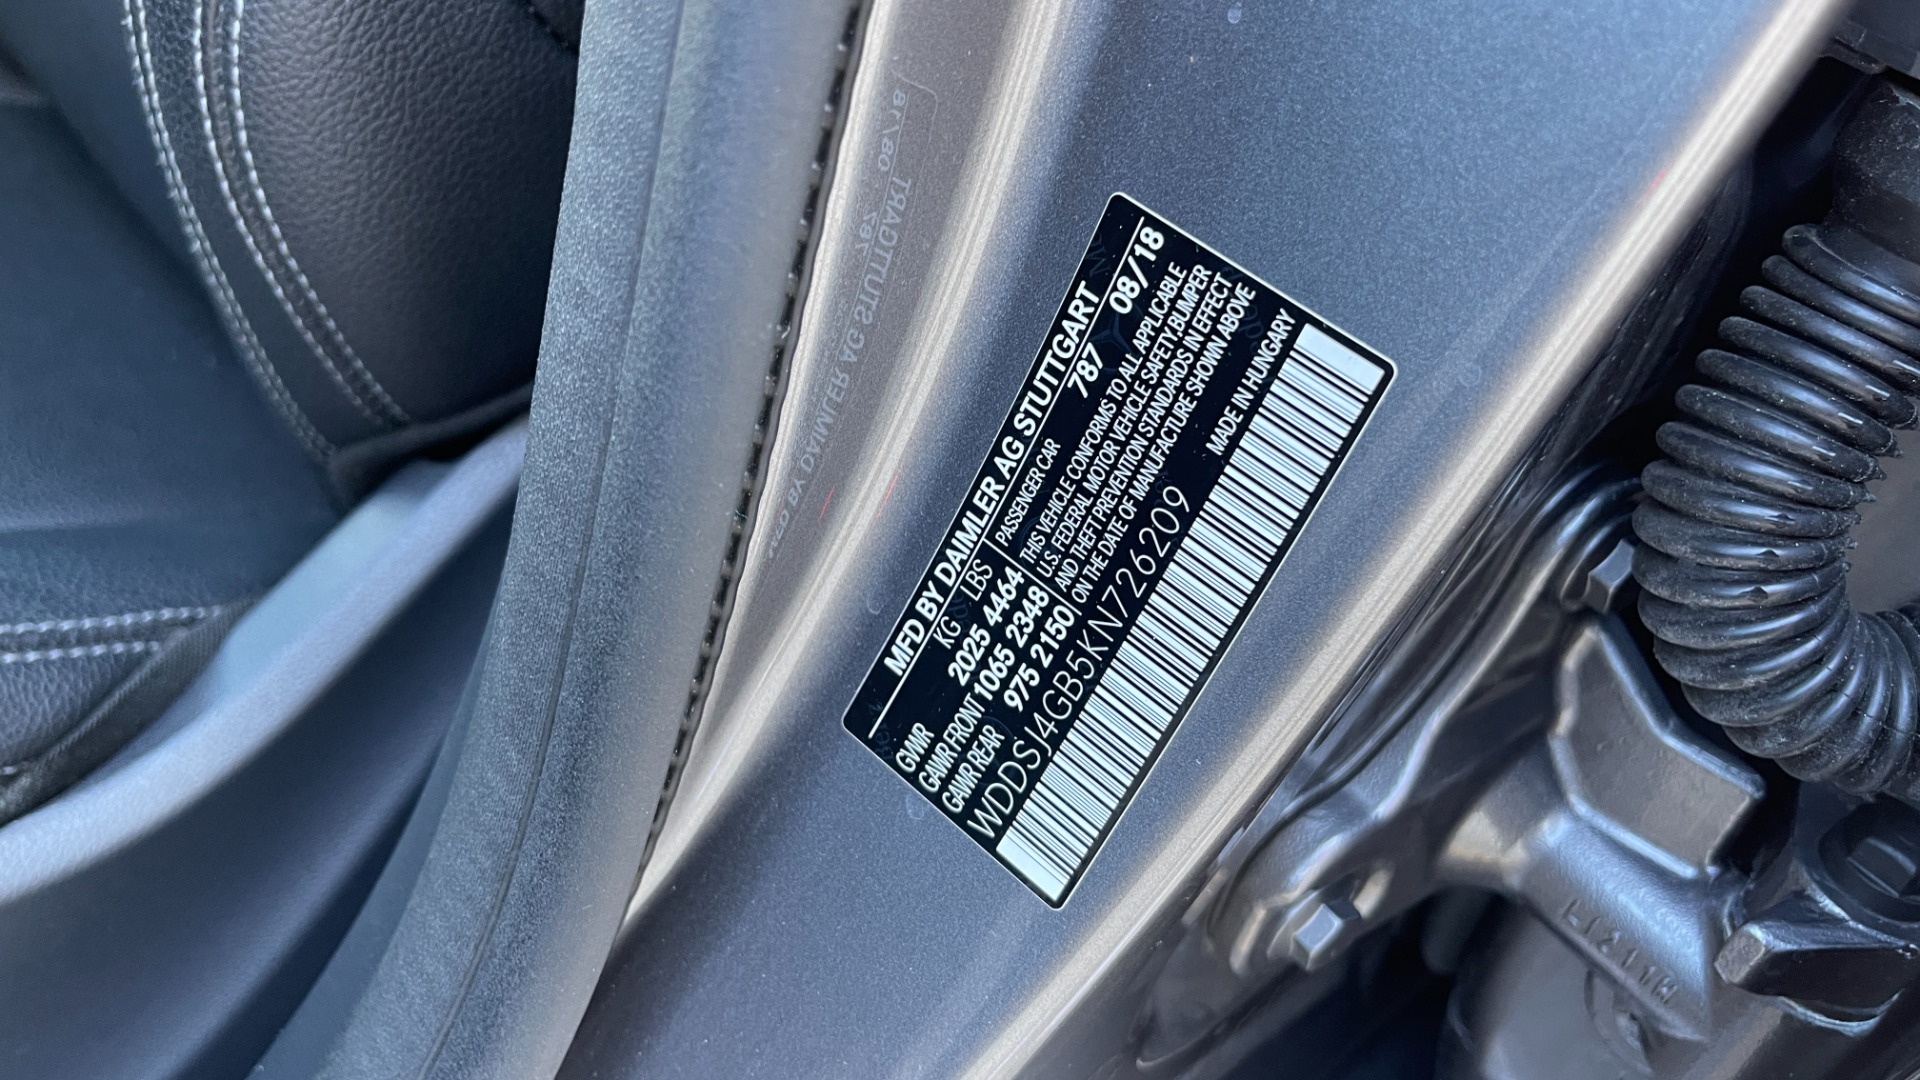 MFD BY DAIMLER AG STUTTGART
KG LBS 787 08/18
GVWR 2025 4464
GAWR FRONT 1065 2348
GAWR REAR 975 2150
PASSENGER CAR
THIS VEHICLE CONFORMS TO ALL APPLICABLE
U.S. FEDERAL MOTOR VEHICLE SAFETY, BUMPER
AND THEFT PREVENTION STANDARDS IN EFFECT
ON THE DATE OF MANUFACTURE SHOWN ABOVE
WDDSJ4GB5KN726209 MADE IN HUNGARY